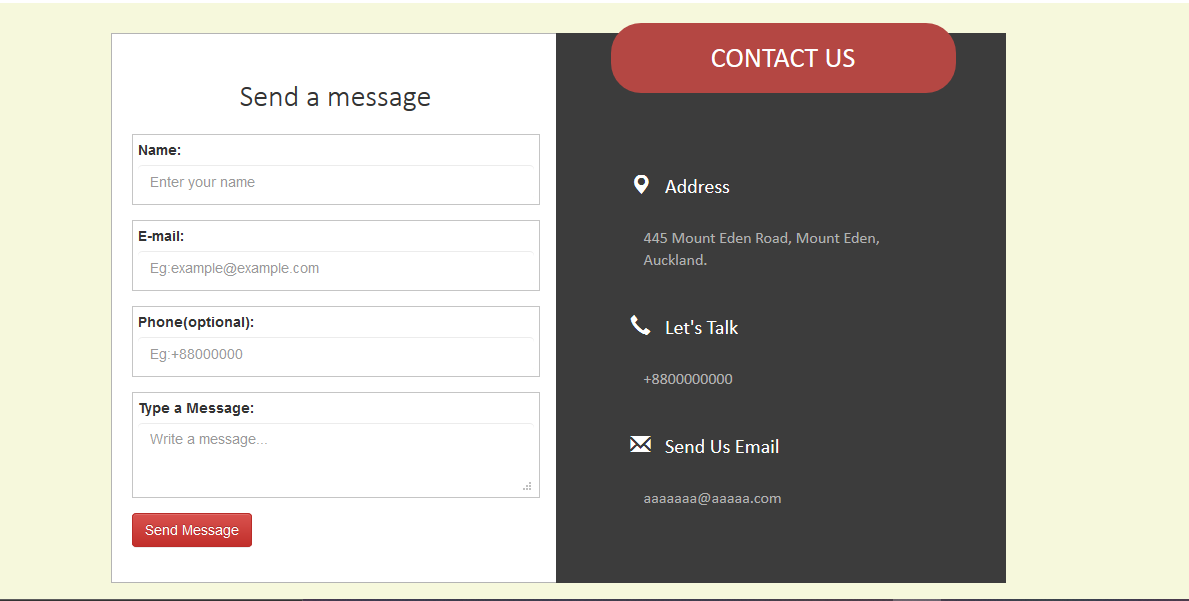 CONTACT US
Send a message
Name:
Enter your name
E-mail:
Eg:example@example.com
Phone(optional):
Eg:+88000000
Type a Message:
Write a message...
Send Message
Address
445 Mount Eden Road, Mount Eden,
Auckland.
Let's Talk
+8800000000
Send Us Email
aaaaaaa@aaaaa.com